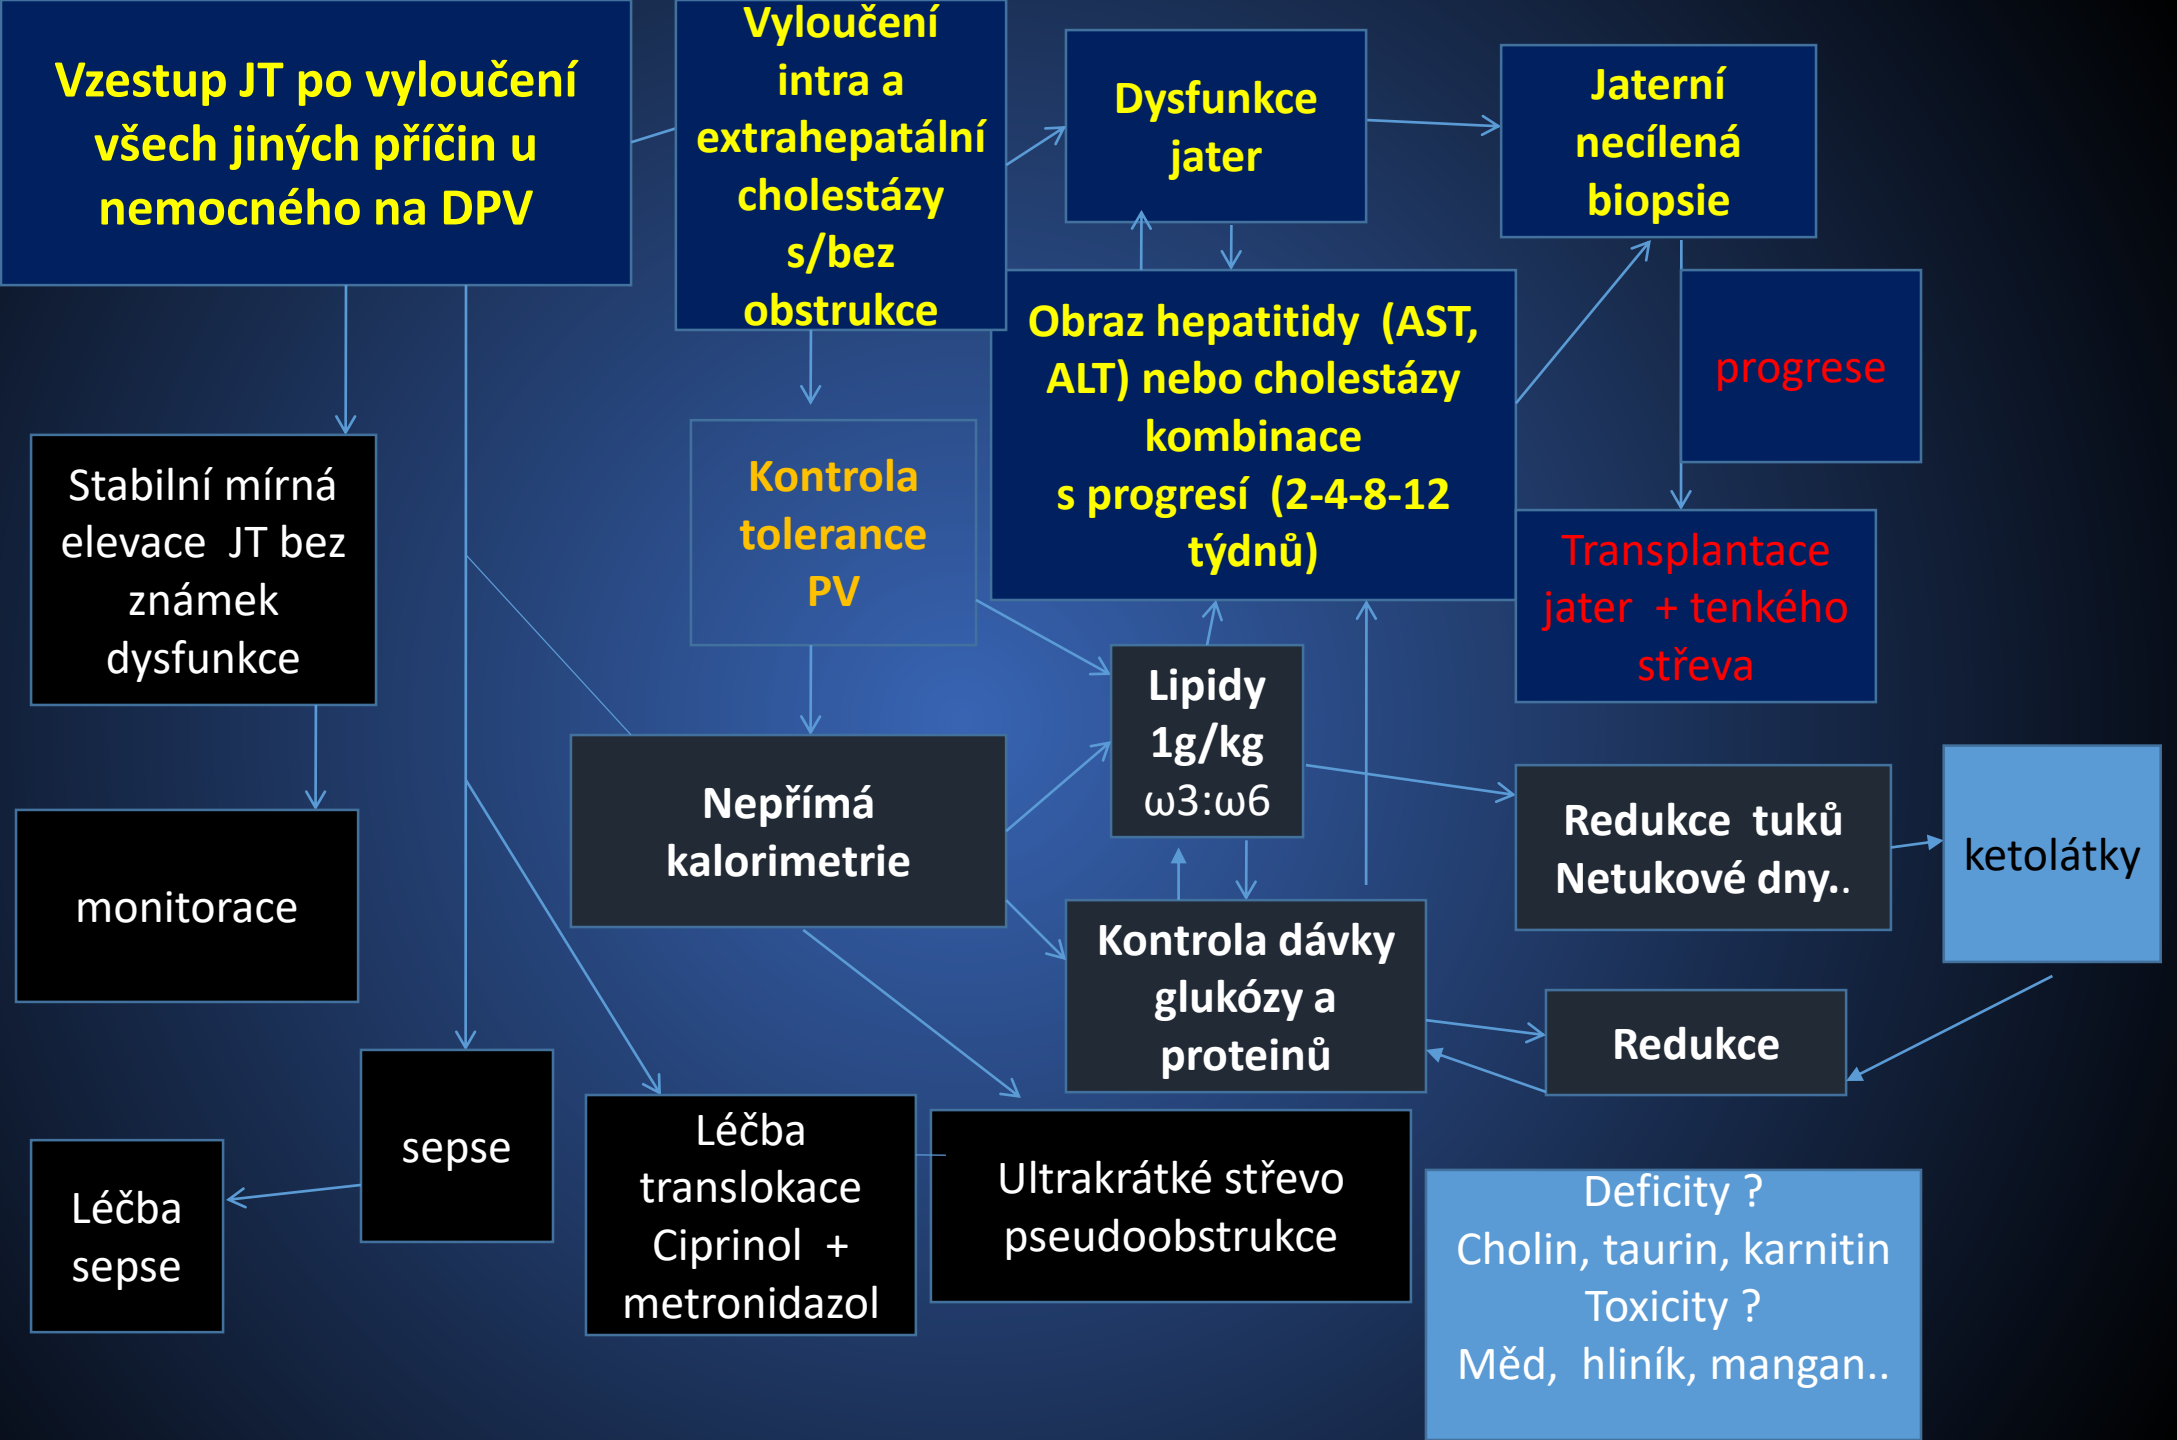 Vzestup JT po vyloučení
všech jiných příčin u
nemocného na DPV
Vyloučení
intra a
extrahepatální
cholestázy
s/bez
obstrukce
Dysfunkce
jater
Jaterní
necílená
biopsie
Obraz hepatitidy (AST,
ALT) nebo cholestázy
kombinace
s progresí (2-4-8-12
týdnů)
progrese
Stabilní mírná
elevace JT bez
známek
dysfunkce
Kontrola
tolerance
PV
Transplantace
jater + tenkého
střeva
Lipidy
1g/kg
ω3:ω6
Nepřímá
kalorimetrie
Redukce tuků
Netukové dny..
ketolátky
monitorace
Kontrola dávky
glukózy a
proteinů
Redukce
sepse
Léčba
sepse
Léčba
translokace
Ciprinol +
metronidazol
Ultrakrátké střevo
pseudoobstrukce
Deficity ?
Cholin, taurin, karnitin
Toxicity ?
Měd, hliník, mangan..